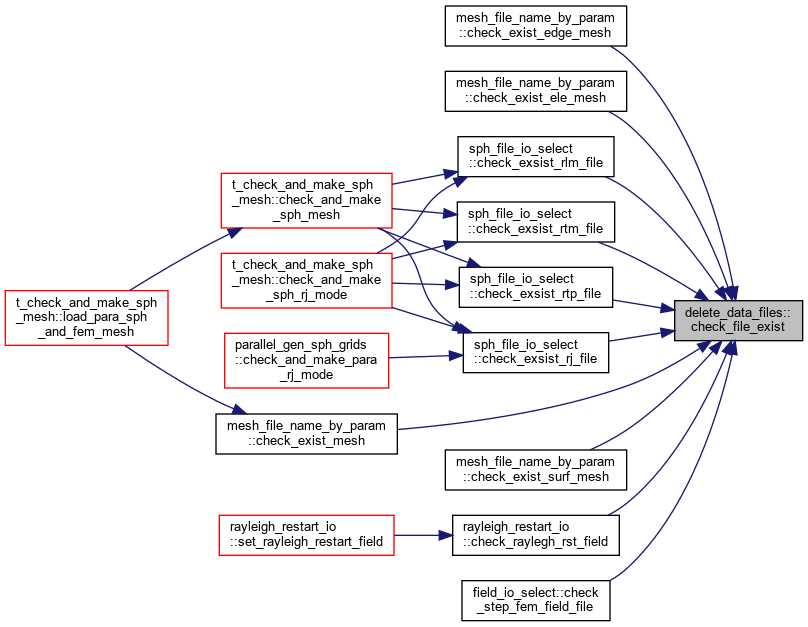 mesh_file_name_by_param
::check_exist_edge_mesh
mesh_file_name_by_param
::check_exist_ele_mesh
sph_file_io_select
::check_exsist_rlm_file
t_check_and_make_sph
_mesh::check_and_make
_sph_mesh
sph_file_io_select
::check_exsist_rtm_file
t_check_and_make_sph
_mesh::check_and_make
_sph_rj_mode
sph_file_io_select
::check_exsist_rtp_file
t_check_and_make_sph
_mesh::load_para_sph
_and_fem_mesh
delete_data_files::
check_file_exist
parallel_gen_sph_grids
::check_and_make_para
_rj_mode
sph_file_io_select
::check_exsist_rj_file
mesh_file_name_by_param
::check_exist_mesh
mesh_file_name_by_param
::check_exist_surf_mesh
rayleigh_restart_io
::set_rayleigh_restart_field
rayleigh_restart_io
::check_raylegh_rst_field
field_io_select::check
_step_fem_field_file